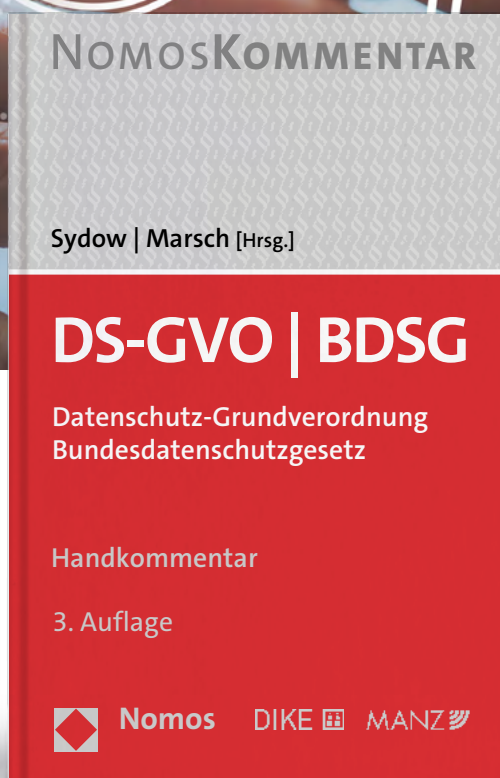 NomosKommentar
Sydow | Marsch [Hrsg.]
DS-GVO | BDSG
Datenschutz-Grundverordnung
Bundesdatenschutzgesetz
Handkommentar
3. Auflage
Nomos DIKE MANZ